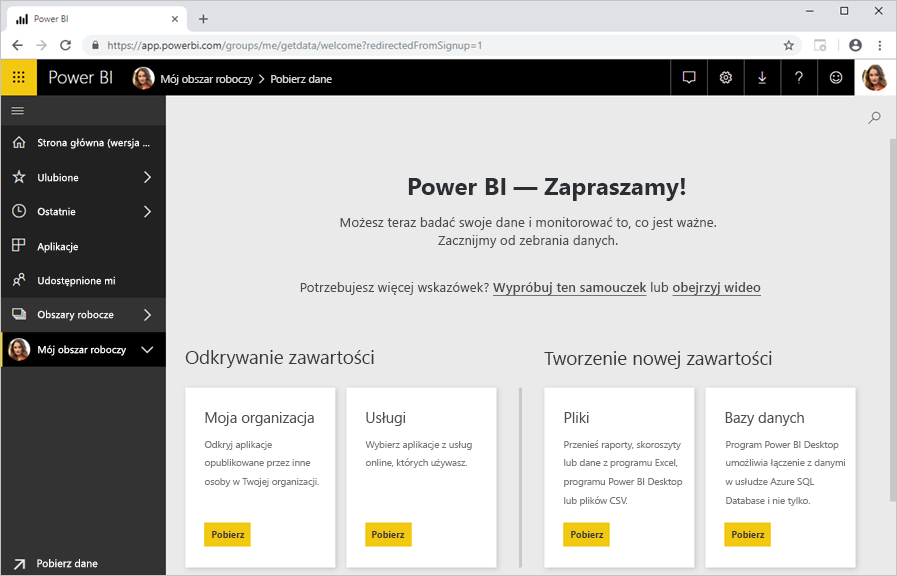 Power BI
https://app.powerbi.com/groups/me/getdata/welcome?redirectedFromSignup=1
Power BI
Mój obszar roboczy > Pobierz dane
?
Strona główna (wersja ...
Ulubione
Ostatnie
Aplikacje
Udostępnione mi
Obszary robocze
Mój obszar roboczy
Pobierz dane
Power BI — Zapraszamy!
Możesz teraz badać swoje dane i monitorować to, co jest ważne.
Zacznijmy od zebrania danych.
Potrzebujesz więcej wskazówek? Wypróbuj ten samouczek lub obejrzyj wideo
Odkrywanie zawartości
Moja organizacja
Odkryj aplikacje
opublikowane przez inne
osoby w Twojej organizacji.
Pobierz
Usługi
Wybierz aplikacje z usług
online, których używasz.
Pobierz
Tworzenie nowej zawartości
Pliki
Przenieś raporty, skoroszyty
lub dane z programu Excel,
programu Power BI Desktop
lub plików CSV.
Pobierz
Bazy danych
Program Power BI Desktop
umożliwia łączenie z danymi
w usłudze Azure SQL
Database i nie tylko.
Pobierz